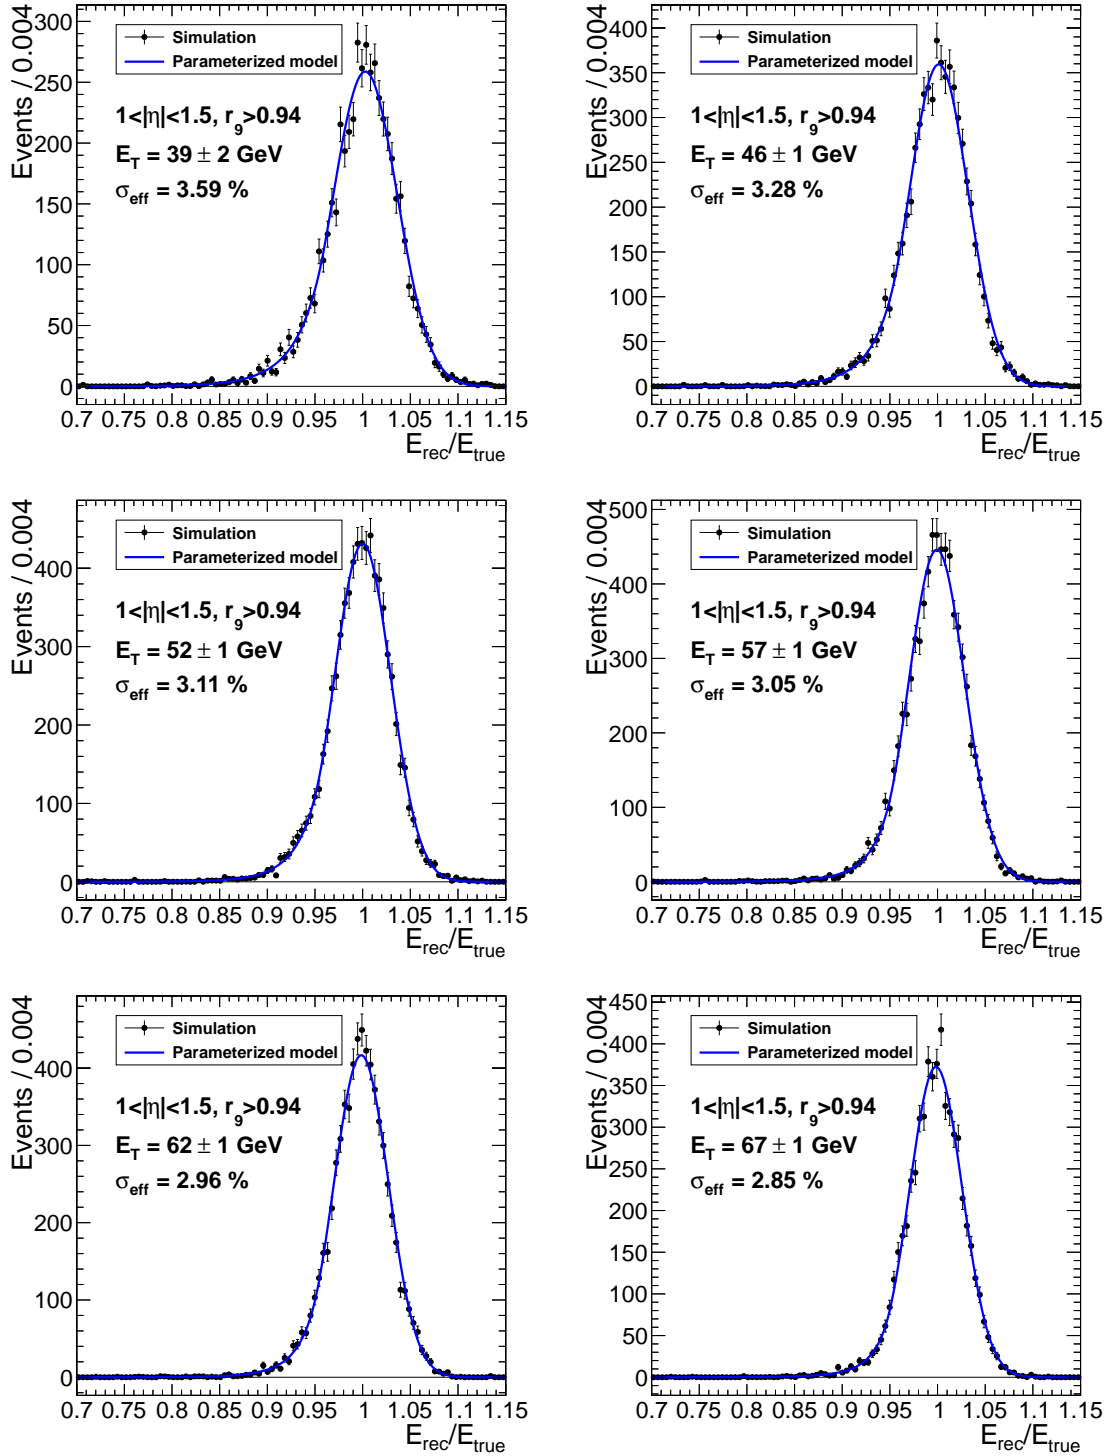 Events / 0.004
300
250
200
150
100
50
0
Simulation
Parameterized model
1<|η|<1.5, r9>0.94
ET = 39 ± 2 GeV
σeff = 3.59 %
0.7 0.75 0.8 0.85 0.9 0.95 1 1.05 1.1 1.15
Erec/Etrue
Events / 0.004
400
350
300
250
200
150
100
50
0
Simulation
Parameterized model
1<|η|<1.5, r9>0.94
ET = 46 ± 1 GeV
σeff = 3.28 %
0.7 0.75 0.8 0.85 0.9 0.95 1 1.05 1.1 1.15
Erec/Etrue
Events / 0.004
400
300
200
100
0
Simulation
Parameterized model
1<|η|<1.5, r9>0.94
ET = 52 ± 1 GeV
σeff = 3.11 %
0.7 0.75 0.8 0.85 0.9 0.95 1 1.05 1.1 1.15
Erec/Etrue
Events / 0.004
500
400
300
200
100
0
Simulation
Parameterized model
1<|η|<1.5, r9>0.94
ET = 57 ± 1 GeV
σeff = 3.05 %
0.7 0.75 0.8 0.85 0.9 0.95 1 1.05 1.1 1.15
Erec/Etrue
Events / 0.004
400
300
200
100
0
Simulation
Parameterized model
1<|η|<1.5, r9>0.94
ET = 62 ± 1 GeV
σeff = 2.96 %
0.7 0.75 0.8 0.85 0.9 0.95 1 1.05 1.1 1.15
Erec/Etrue
Events / 0.004
450
400
350
300
250
200
150
100
50
0
Simulation
Parameterized model
1<|η|<1.5, r9>0.94
ET = 67 ± 1 GeV
σeff = 2.85 %
0.7 0.75 0.8 0.85 0.9 0.95 1 1.05 1.1 1.15
Erec/Etrue